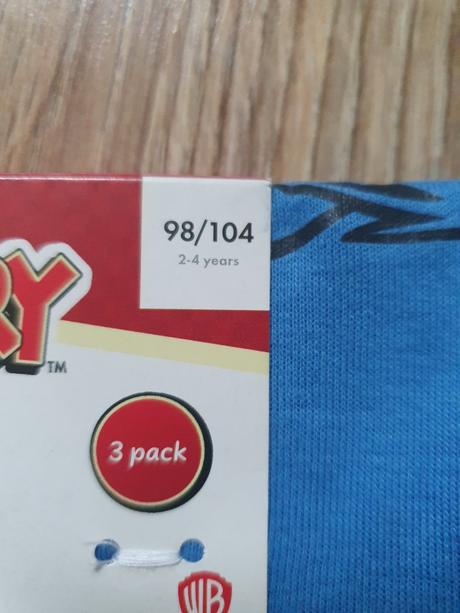 98/104
2-4 years
RY
TM
3 pack
WB